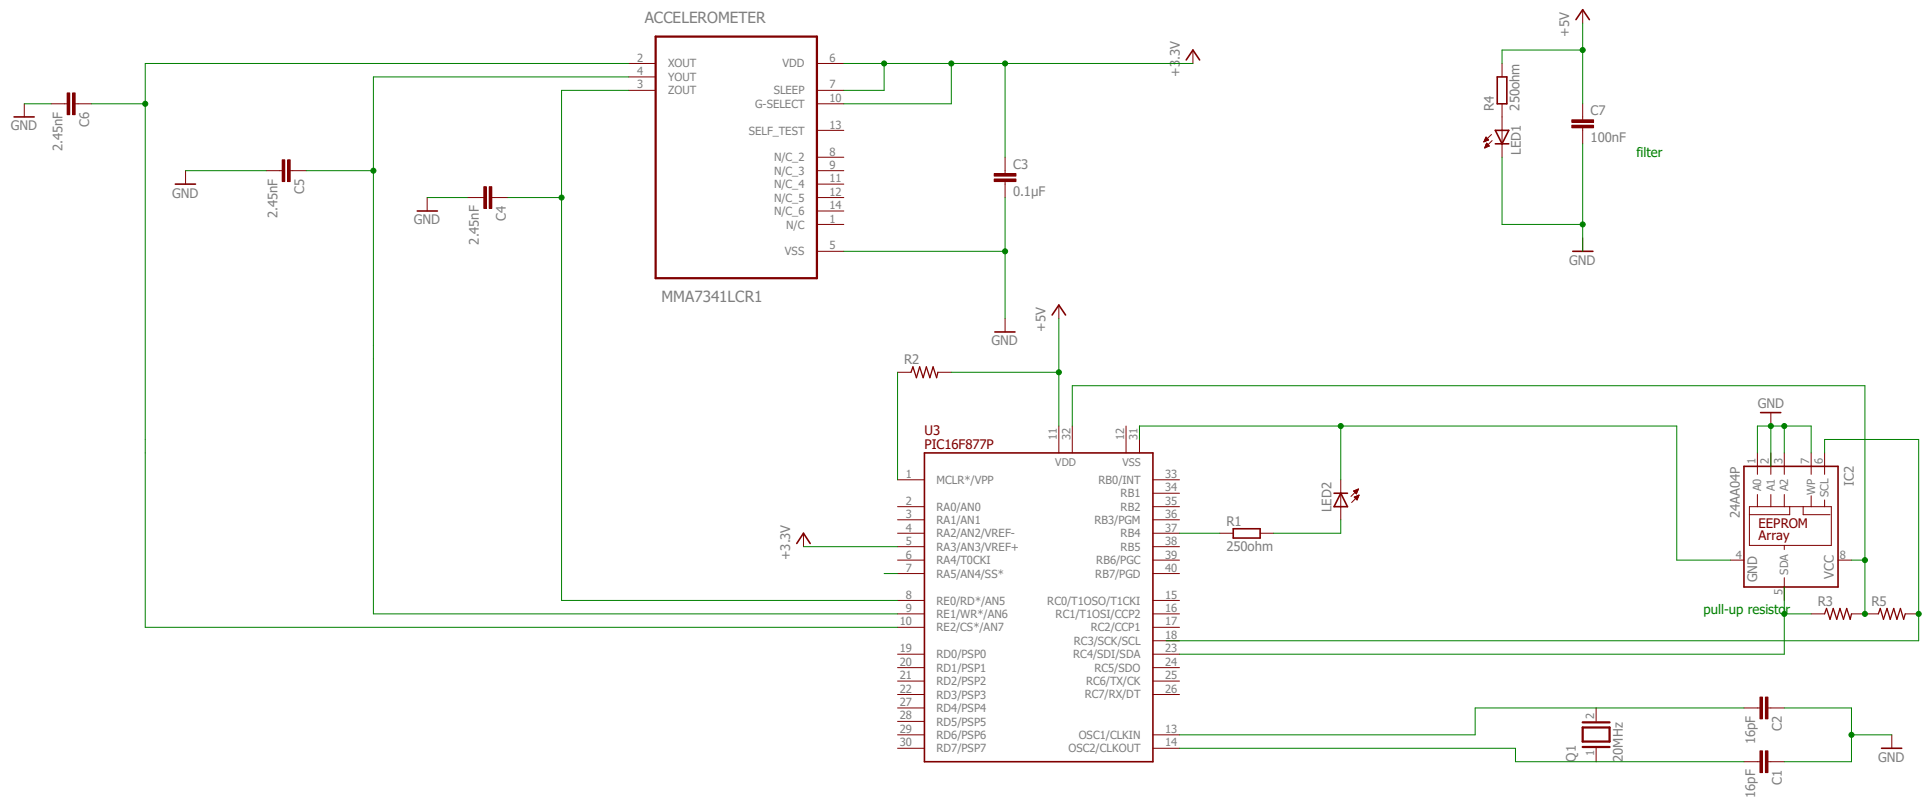 ACCELEROMETER
2 XOUT VDD 6
4 YOUT
3 ZOUT SLEEP 7
G-SELECT 10
SELF_TEST 13
N/C_2 8
N/C_3 9
N/C_4 11
N/C_5 12
N/C_6 14
N/C 1
VSS 5
MMA7341LCR1
+3.3V
GND
2.45nF
C6
GND
2.45nF
C5
GND
2.45nF
C4
C3
0.1µF
GND
+5V
R4
250ohm
LED1
C7
100nF
filter
GND
+5V
R2
U3
PIC16F877P
11
32
12
31
VDD VSS
1 MCLR*/VPP
2 RA0/AN0
3 RA1/AN1
4 RA2/AN2/VREF-
5 RA3/AN3/VREF+
6 RA4/T0CKI
7 RA5/AN4/SS*
8 RE0/RD*/AN5
9 RE1/WR*/AN6
10 RE2/CS*/AN7
19 RD0/PSP0
20 RD1/PSP1
21 RD2/PSP2
22 RD3/PSP3
27 RD4/PSP4
28 RD5/PSP5
29 RD6/PSP6
30 RD7/PSP7
RB0/INT 33
RB1 34
RB2 35
RB3/PGM 36
RB4 37
RB5 38
RB6/PGC 39
RB7/PGD 40
RC0/T1OSO/T1CKI 15
RC1/T1OSI/CCP2 16
RC2/CCP1 17
RC3/SCK/SCL 18
RC4/SDI/SDA 23
RC5/SDO 24
RC6/TX/CK 25
RC7/RX/DT 26
OSC1/CLKIN 13
OSC2/CLKOUT 14
+3.3V
R1
250ohm
LED2
GND
24AA04P
IC2
1
2
3
7
6
A0
A1
A2
WP
SCL
EEPROM
Array
4
GND
SDA
VCC
8
5
pull-up resistor
R3
R5
2
Q1
1
20MHz
16pF
C2
16pF
C1
GND